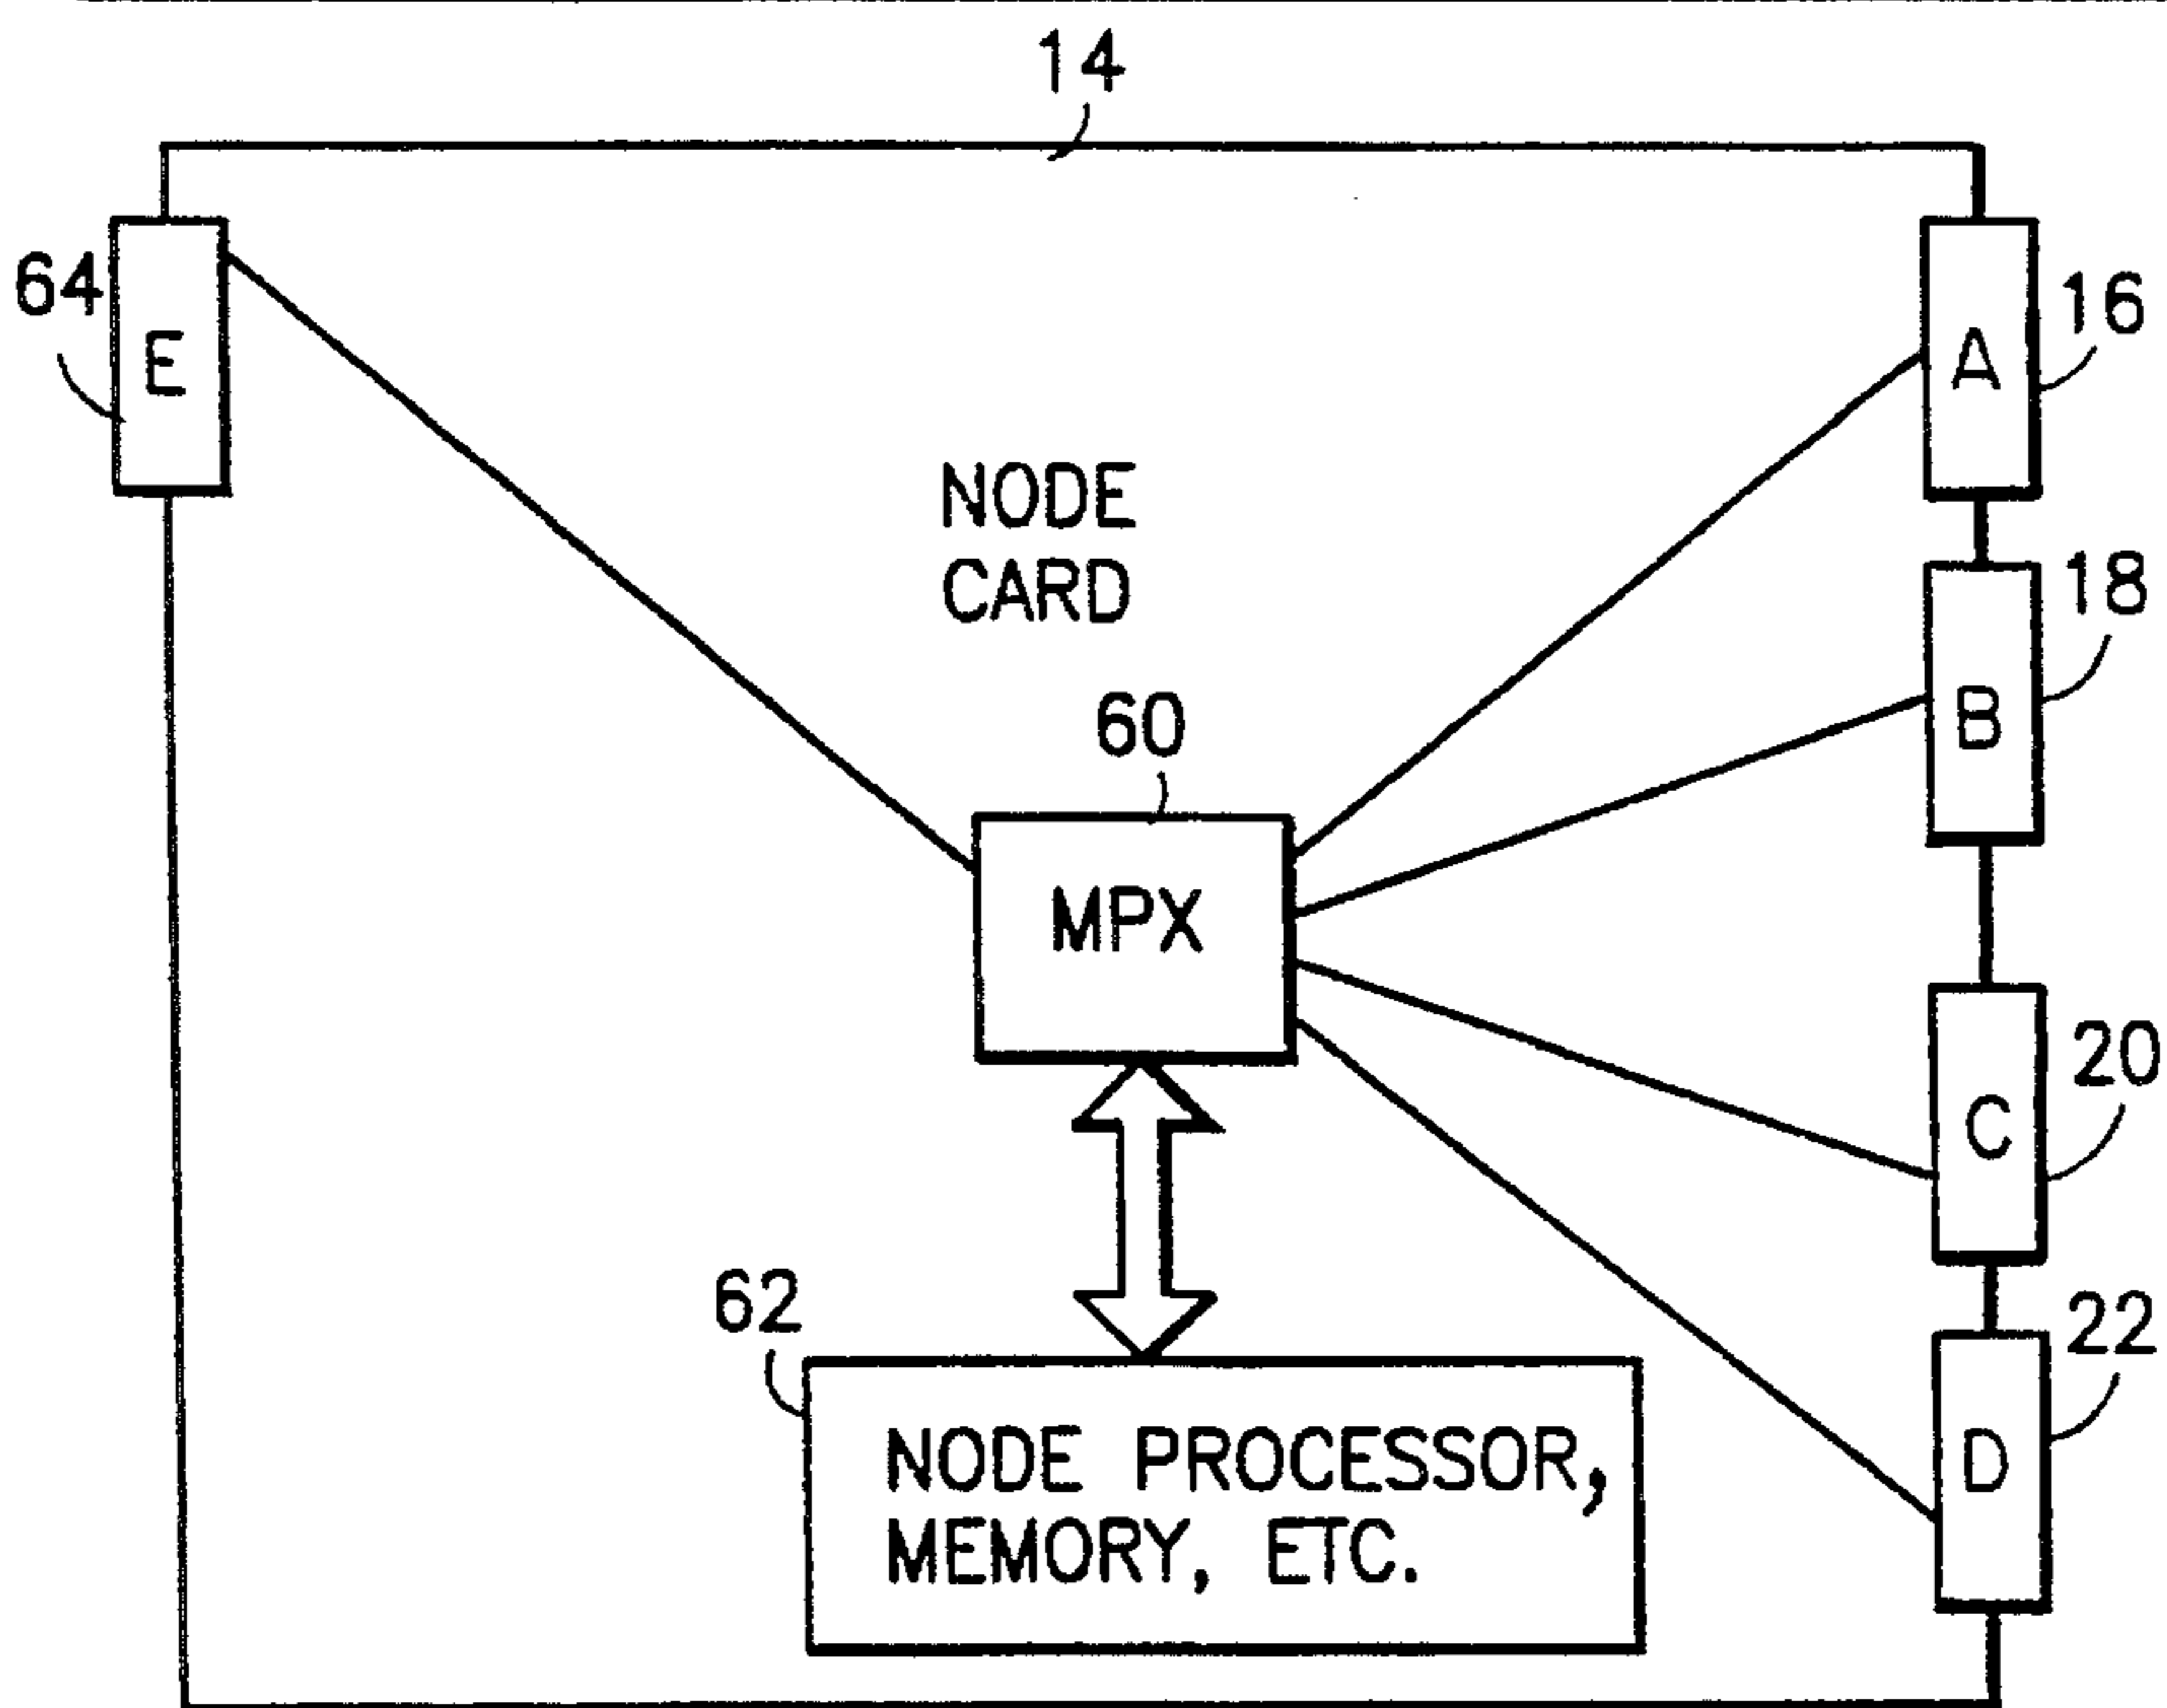 14
64
E
A
16
NODE
CARD
18
B
60
MPX
20
C
62
22
NODE PROCESSOR,
MEMORY, ETC.
D